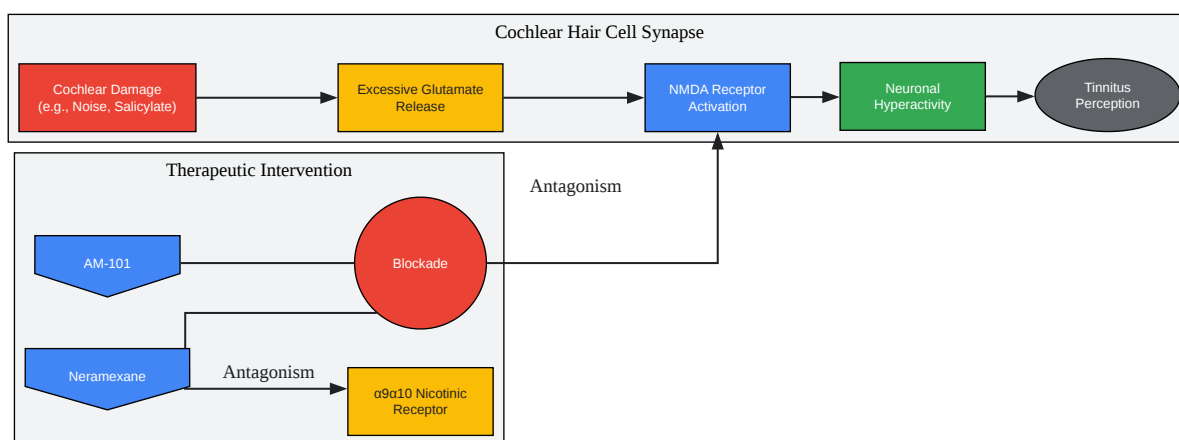 Cochlear Hair Cell Synapse
Cochlear Damage
(e.g., Noise, Salicylate)
Excessive Glutamate
Release
NMDA Receptor
Activation
Neuronal
Hyperactivity
Tinnitus
Perception
Therapeutic Intervention
Antagonism
AM-101
Blockade
Neramexane
Antagonism
α9α10 Nicotinic
Receptor